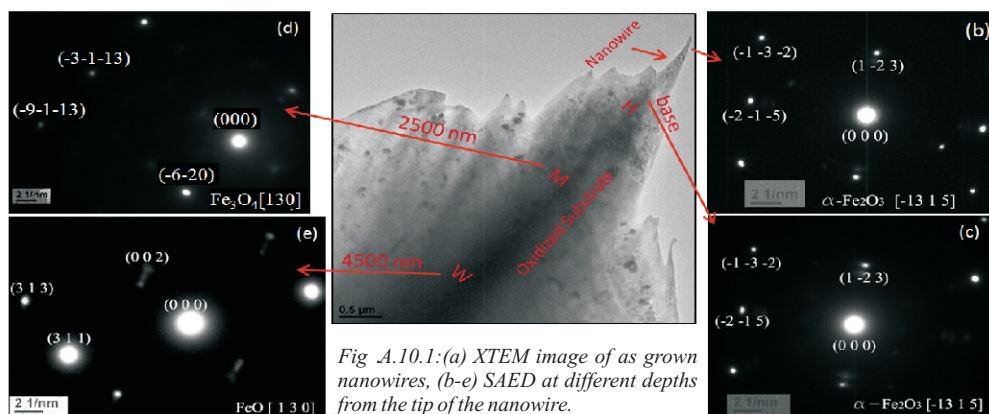 (d)
(-3-1-13)
(-9-1-13)
(000)
(-6-20)
2 1/nm
Fe3O4[130]
(e)
(0 0 2)
(3 1 3)
(0 0 0)
(3 1 1)
2 1/nm
FeO [ 1 3 0 ]
Nanowire
base
H
2500 nm
M
Oxidized Substrate
4500 nm
W
0.5 µm
Fig .A.10.1:(a) XTEM image of as grown
nanowires, (b-e) SAED at different depths
from the tip of the nanowire.
(b)
(-1 -3 -2)
(1 -2 3)
(-2 -1 -5)
(0 0 0)
2 1/nm
α-Fe2O3 [-13 1 5]
(c)
(-1 -3 -2)
(1 -2 3)
(-2 -1 5)
(0 0 0)
2 1/nm
α – Fe2O3 [-13 1 5]